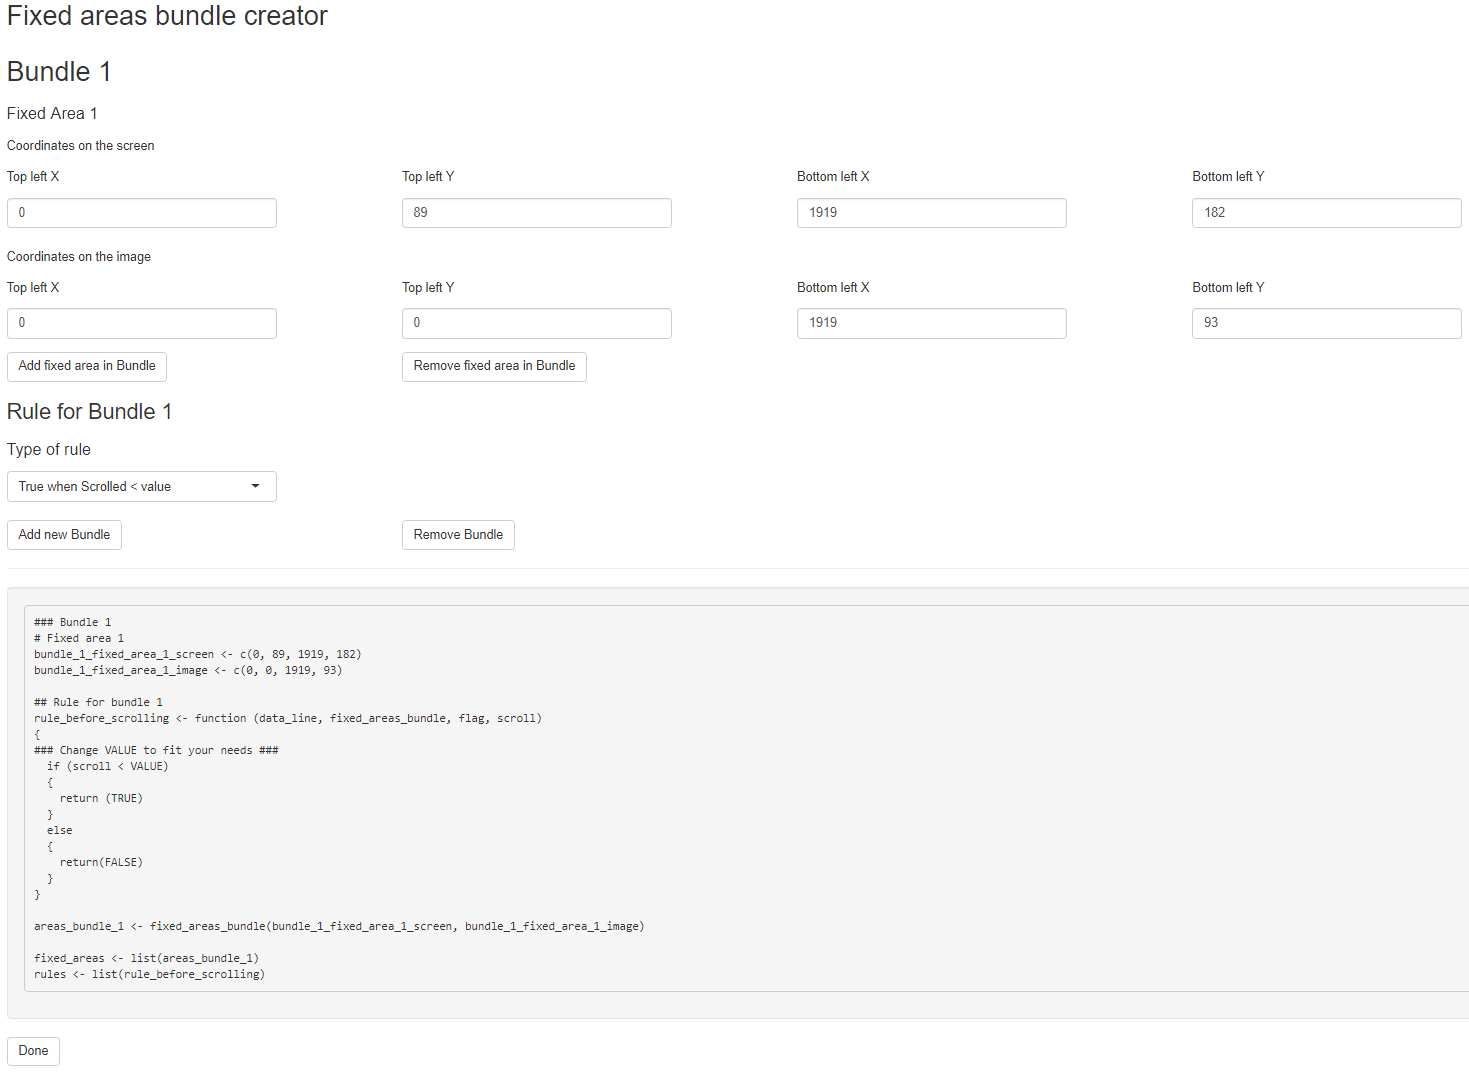 Fixed areas bundle creator
Bundle 1
Fixed Area 1
Coordinates on the screen
Top left X
Top left Y
Bottom left X
Bottom left Y
0
89
1919
182
Coordinates on the image
Top left X
Top left Y
Bottom left X
Bottom left Y
0
0
1919
93
Add fixed area in Bundle
Remove fixed area in Bundle
Rule for Bundle 1
Type of rule
True when Scrolled < value
Add new Bundle
Remove Bundle
### Bundle 1
# Fixed area 1
bundle_1_fixed_area_1_screen <- c(0, 89, 1919, 182)
bundle_1_fixed_area_1_image <- c(0, 0, 1919, 93)
## Rule for bundle 1
rule_before_scrolling <- function (data_line, fixed_areas_bundle, flag, scroll)
{
### Change VALUE to fit your needs ###
  if (scroll < VALUE)
  {
    return (TRUE)
  }
  else
  {
    return(FALSE)
  }
}
areas_bundle_1 <- fixed_areas_bundle(bundle_1_fixed_area_1_screen, bundle_1_fixed_area_1_image)
fixed_areas <- list(areas_bundle_1)
rules <- list(rule_before_scrolling)
Done